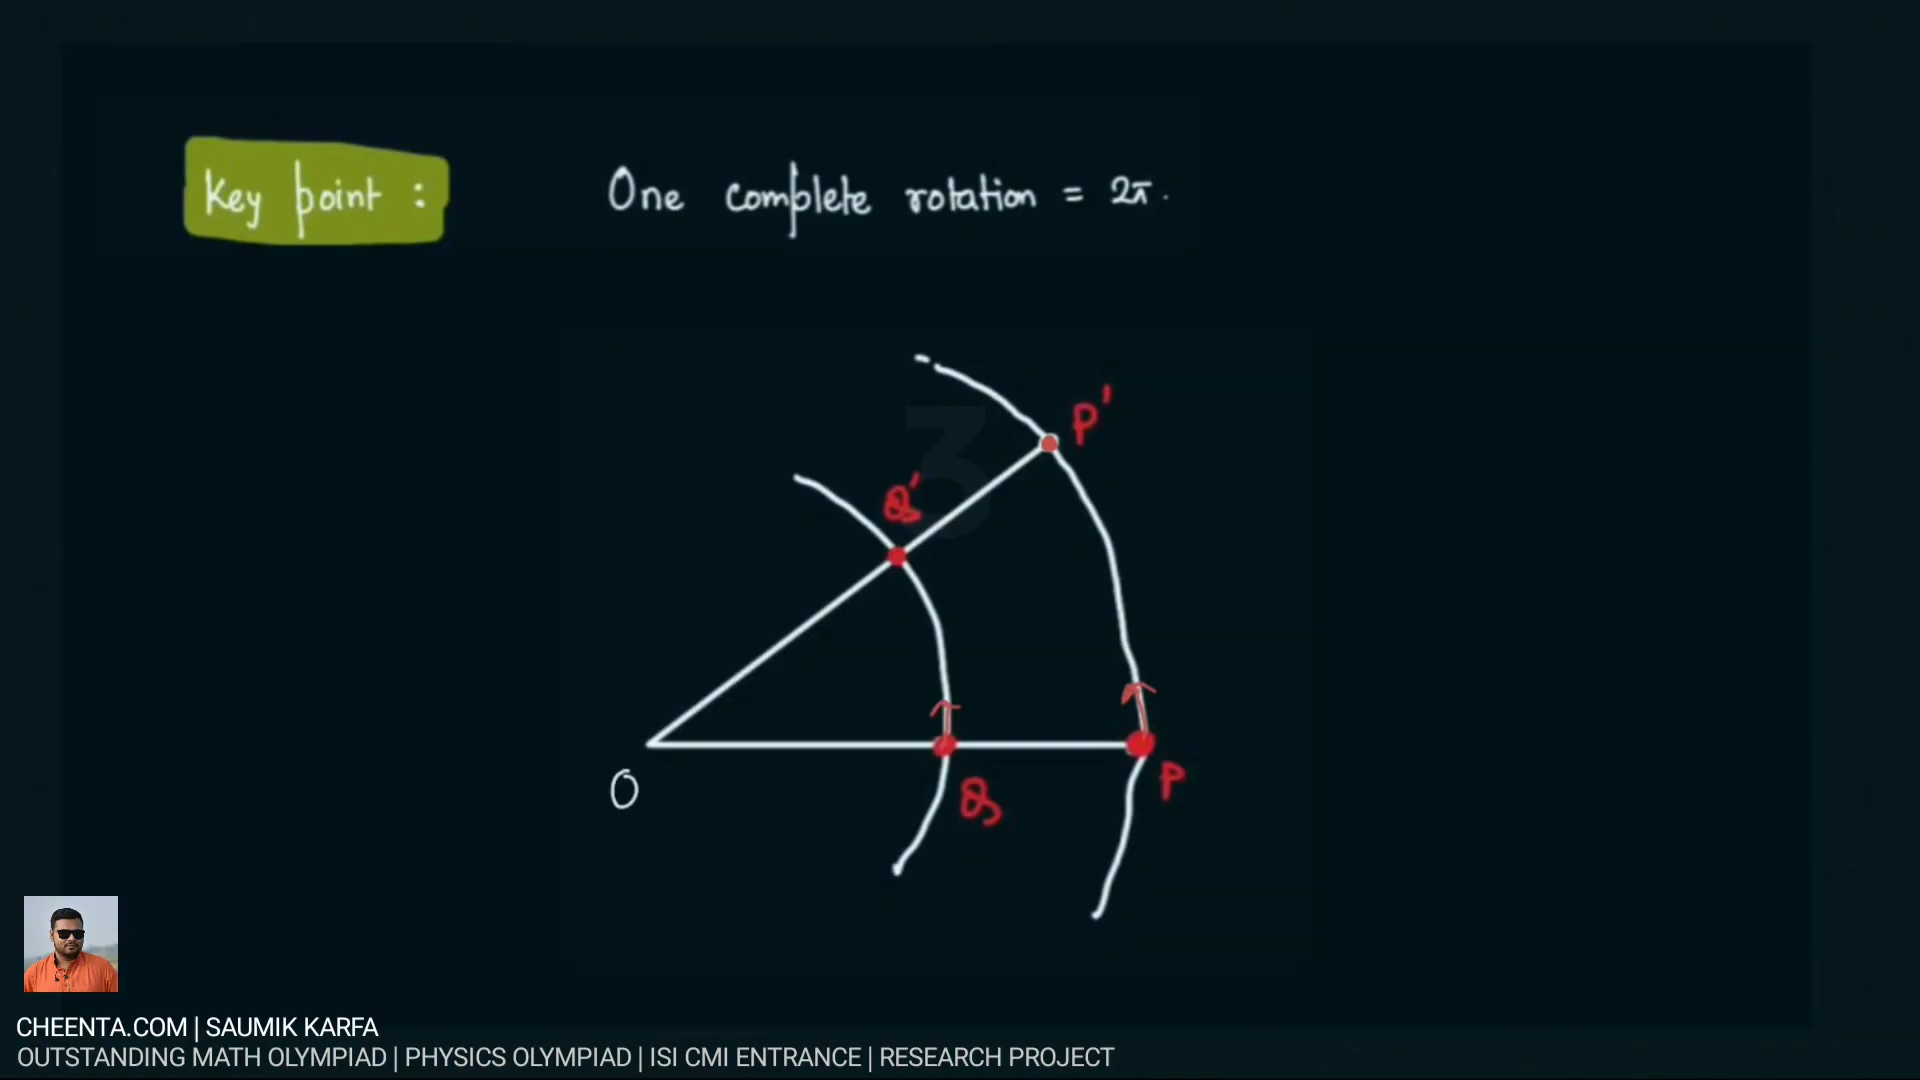 Key point :
One complete rotation = 2π.
P'
Q'
3
O
Q
P
CHEENTA.COM | SAUMIK KARFA
OUTSTANDING MATH OLYMPIAD | PHYSICS OLYMPIAD | ISI CMI ENTRANCE | RESEARCH PROJECT